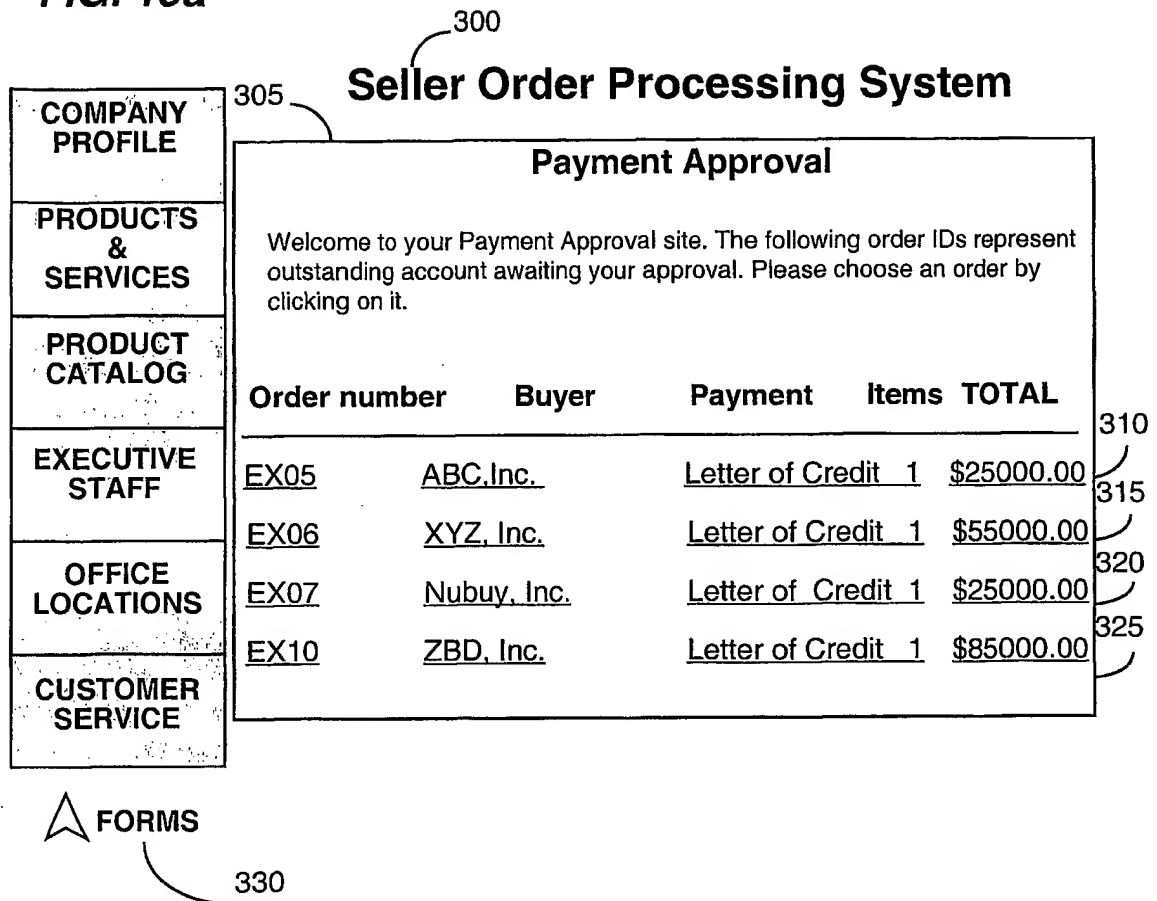 300
Seller Order Processing System
305
COMPANY
PROFILE
PRODUCTS
&
SERVICES
PRODUCT
CATALOG
EXECUTIVE
STAFF
OFFICE
LOCATIONS
CUSTOMER
SERVICE
FORMS
330
Payment Approval
Welcome to your Payment Approval site. The following order IDs represent
outstanding account awaiting your approval. Please choose an order by
clicking on it.
Order number Buyer Payment Items TOTAL
EX05 ABC,Inc. Letter of Credit 1 $25000.00
310
EX06 XYZ, Inc. Letter of Credit 1 $55000.00
315
EX07 Nubuy, Inc. Letter of Credit 1 $25000.00
320
EX10 ZBD, Inc. Letter of Credit 1 $85000.00
325